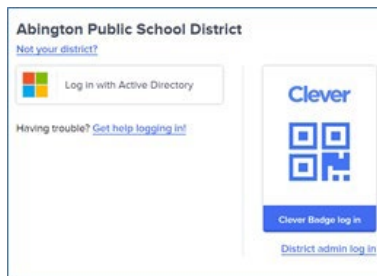 Abington Public School District
Not your district?
Log in with Active Directory
Having trouble? Get help logging in!
Clever
Clever Badge log in
District admin log in